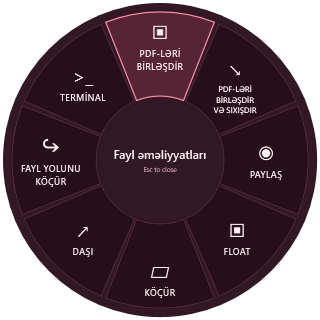 PDF-LƏRİ
BİRLƏŞDİR
PDF-LƏRİ
BİRLƏŞDİR
VƏ SIXIŞDIR
PAYLAŞ
FLOAT
KÖÇÜR
DAŞI
FAYL YOLUNU
KÖÇÜR
>_
TERMİNAL
Fayl əməliyyatları
Esc to close